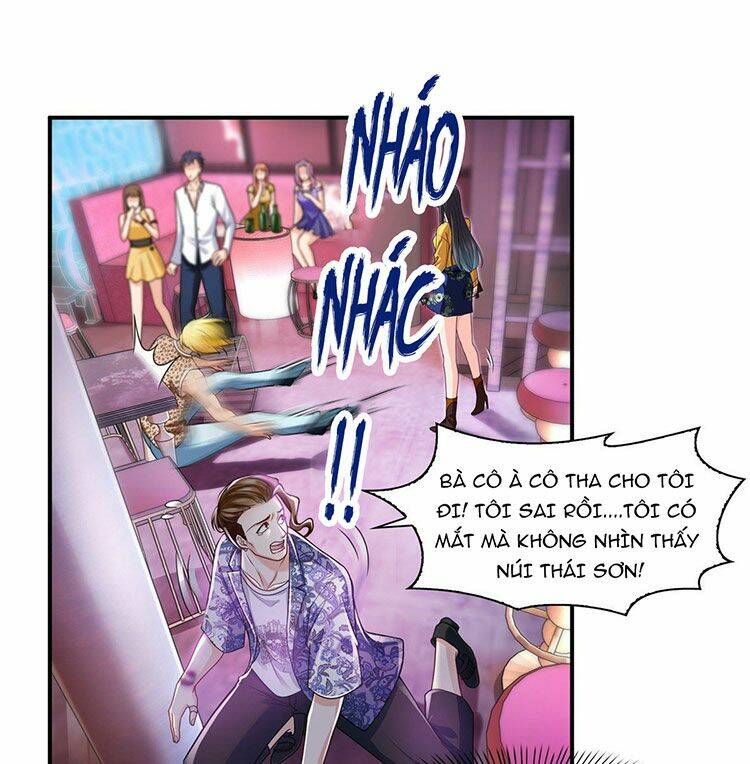 NHÁO
NHÁC
!!
BÀ CÔ À CÔ THA CHO TÔI
ĐI! TÔI SAI RỒI....TÔI CÓ
MẮT MÀ KHÔNG NHÌN THẤY
NÚI THÁI SƠN!